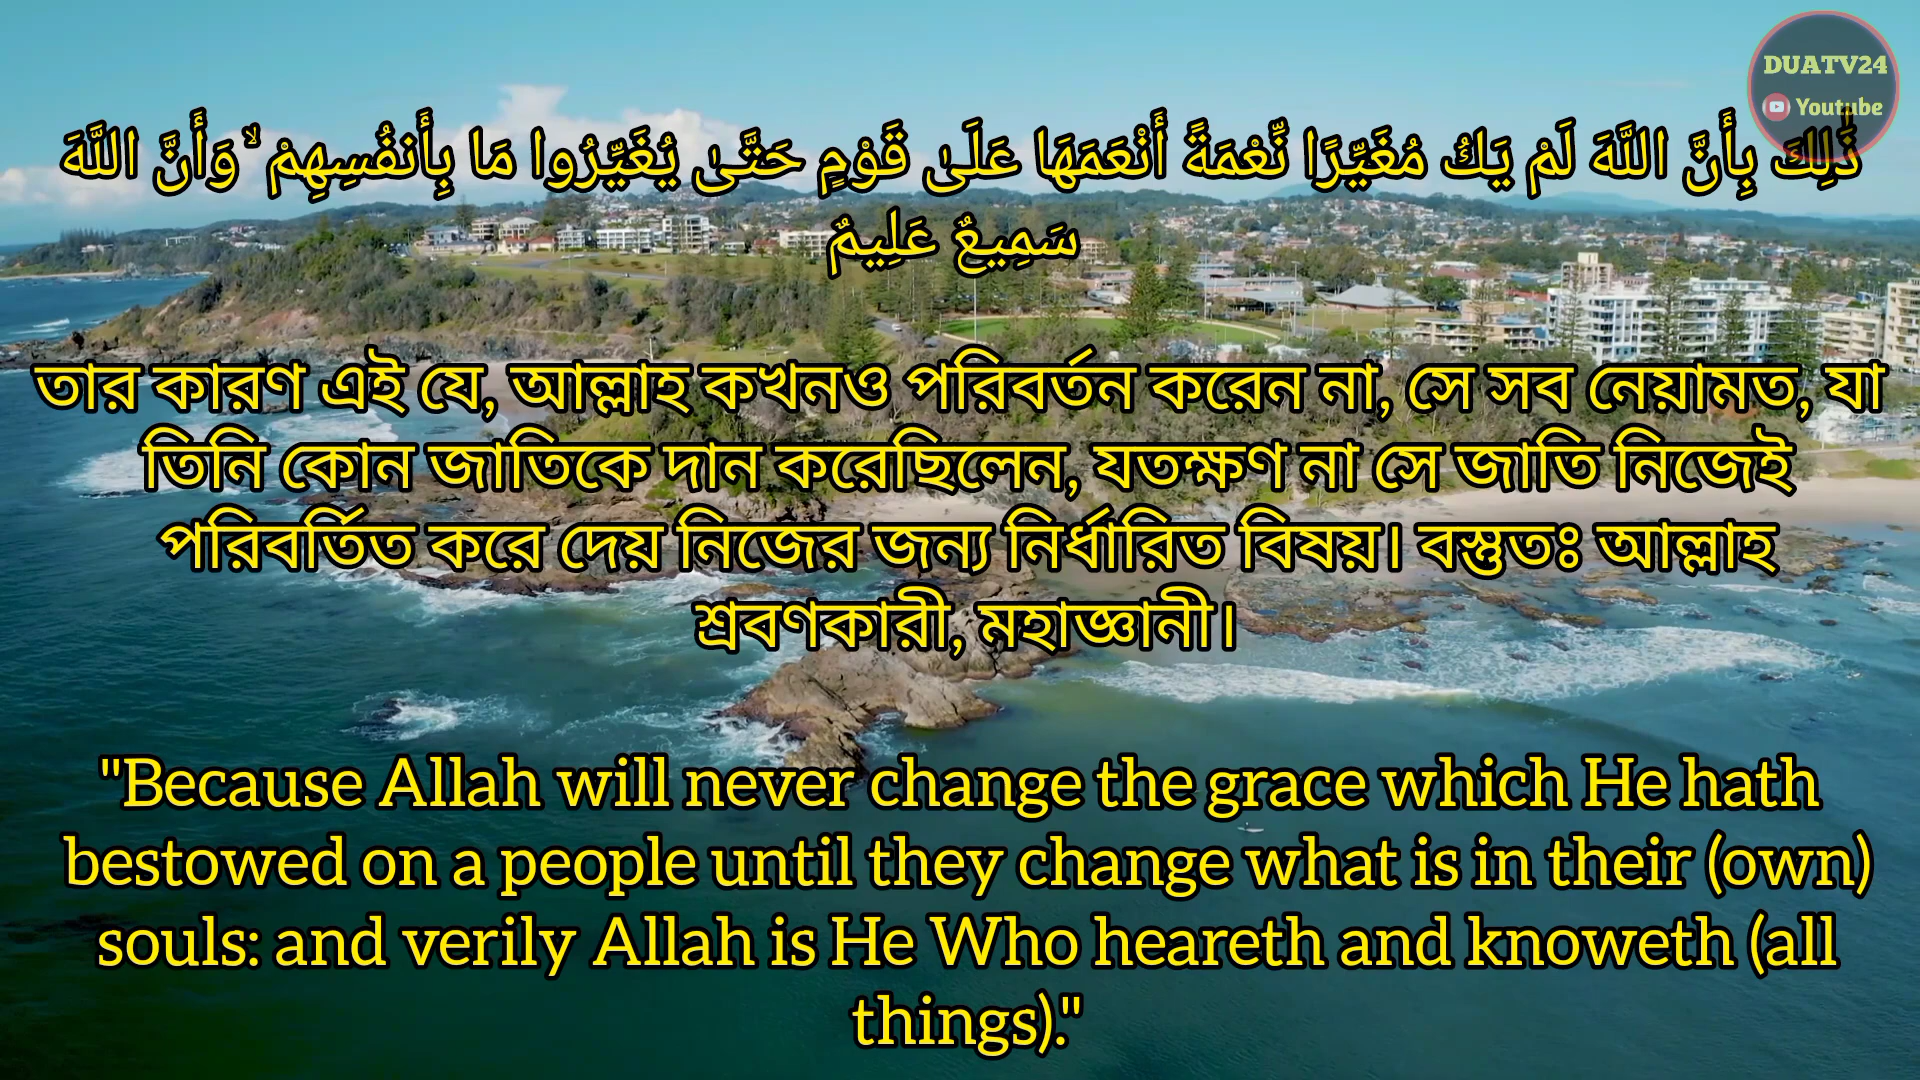 DUATV24
Youtube
ذَٰلِكَ بِأَنَّ اللَّهَ لَمْ يَكُ مُغَيِّرًا نِّعْمَةً أَنْعَمَهَا عَلَىٰ قَوْمٍ حَتَّىٰ يُغَيِّرُوا مَا بِأَنفُسِهِمْ ۙ وَأَنَّ اللَّهَ
سَمِيعٌ عَلِيمٌ
তার কারণ এই যে, আল্লাহ কখনও পরিবর্তন করেন না, সে সব নেয়ামত, যা
তিনি কোন জাতিকে দান করেছিলেন, যতক্ষণ না সে জাতি নিজেই
পরিবর্তিত করে দেয় নিজের জন্য নির্ধারিত বিষয়। বস্তুতঃ আল্লাহ
শ্রবণকারী, মহাজ্ঞানী।
"Because Allah will never change the grace which He hath
bestowed on a people until they change what is in their (own)
souls: and verily Allah is He Who heareth and knoweth (all
things)."